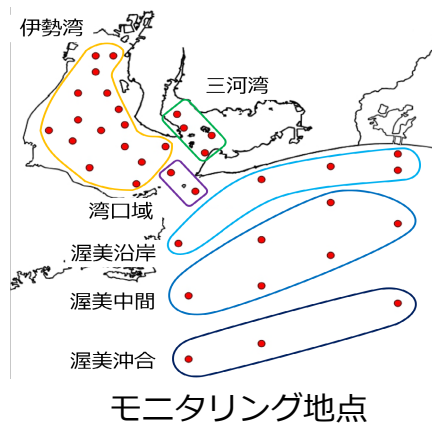 伊勢湾
三河湾
湾口域
渥美沿岸
渥美中間
渥美沖合
モニタリング地点